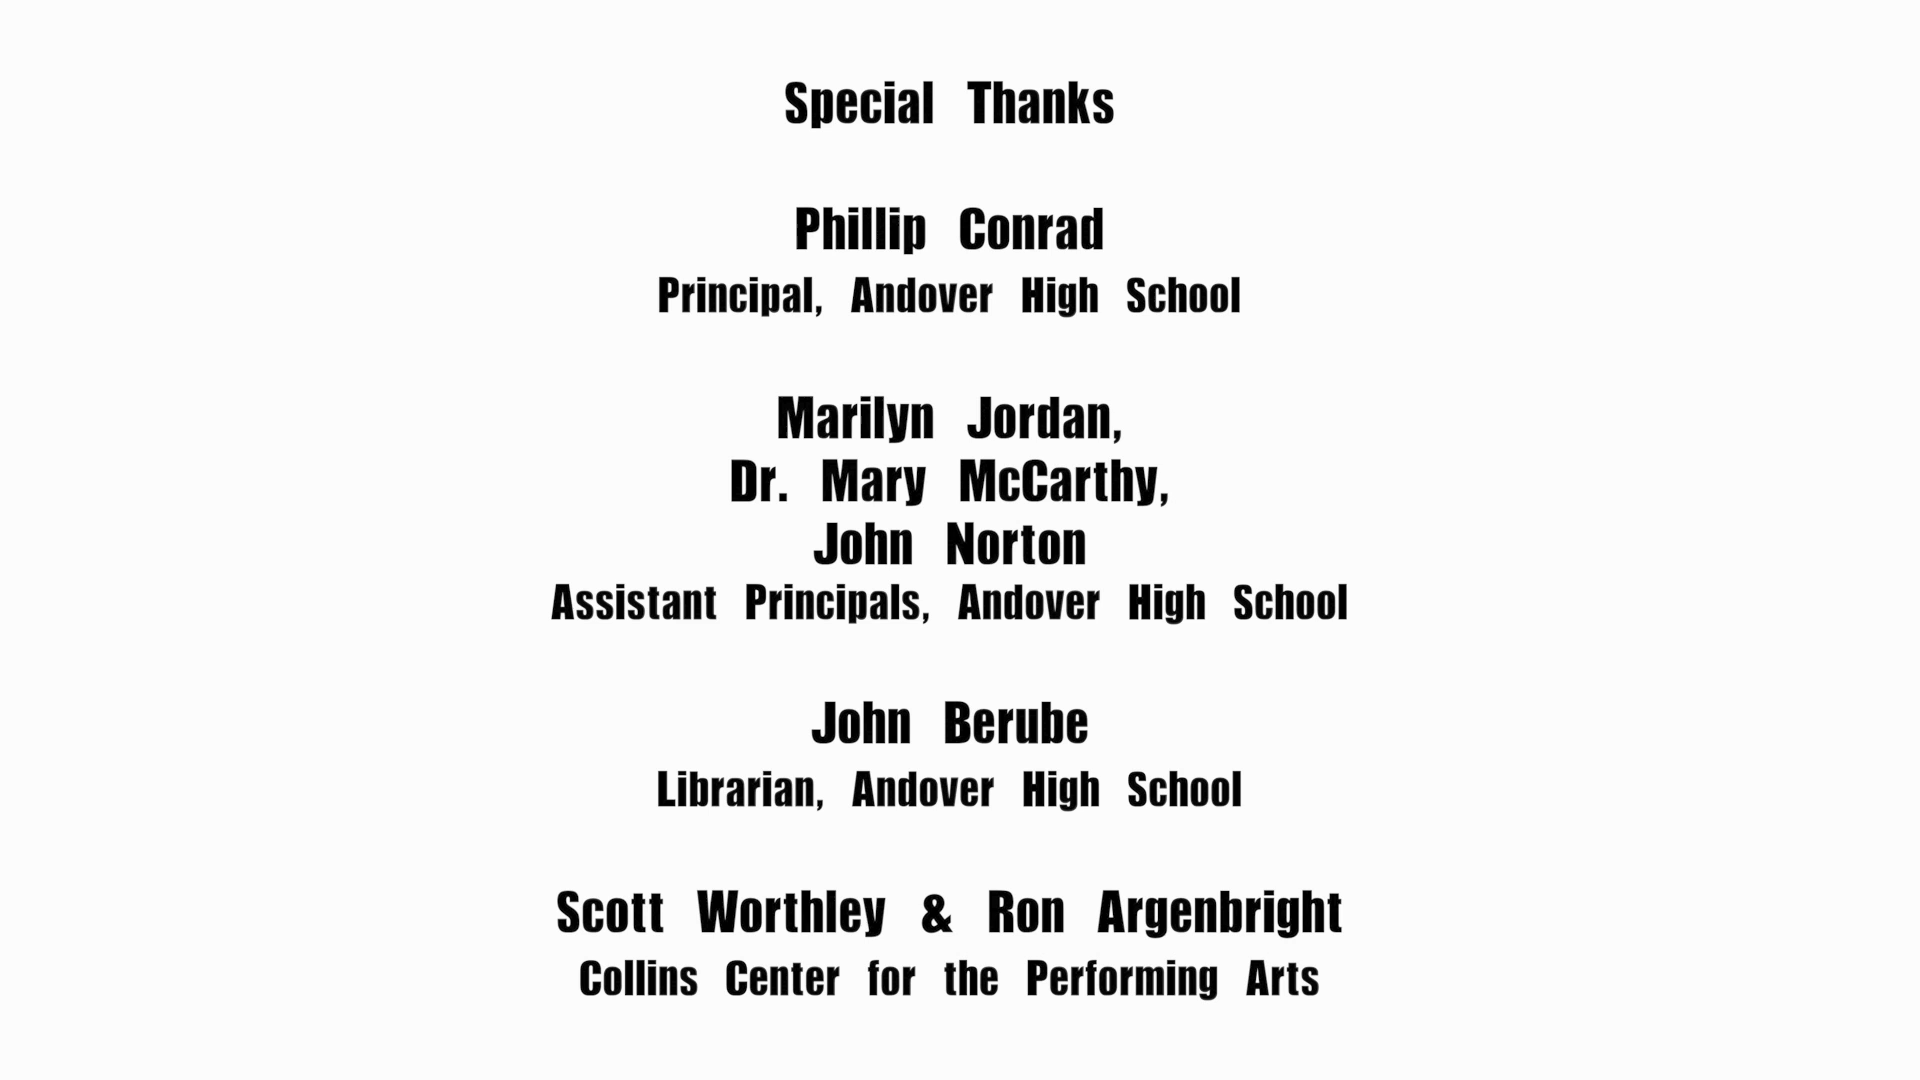 Special Thanks
Phillip Conrad
Principal, Andover High School
Marilyn Jordan,
Dr. Mary McCarthy,
John Norton
Assistant Principals, Andover High School
John Berube
Librarian, Andover High School
Scott Worthley & Ron Argenbright
Collins Center for the Performing Arts